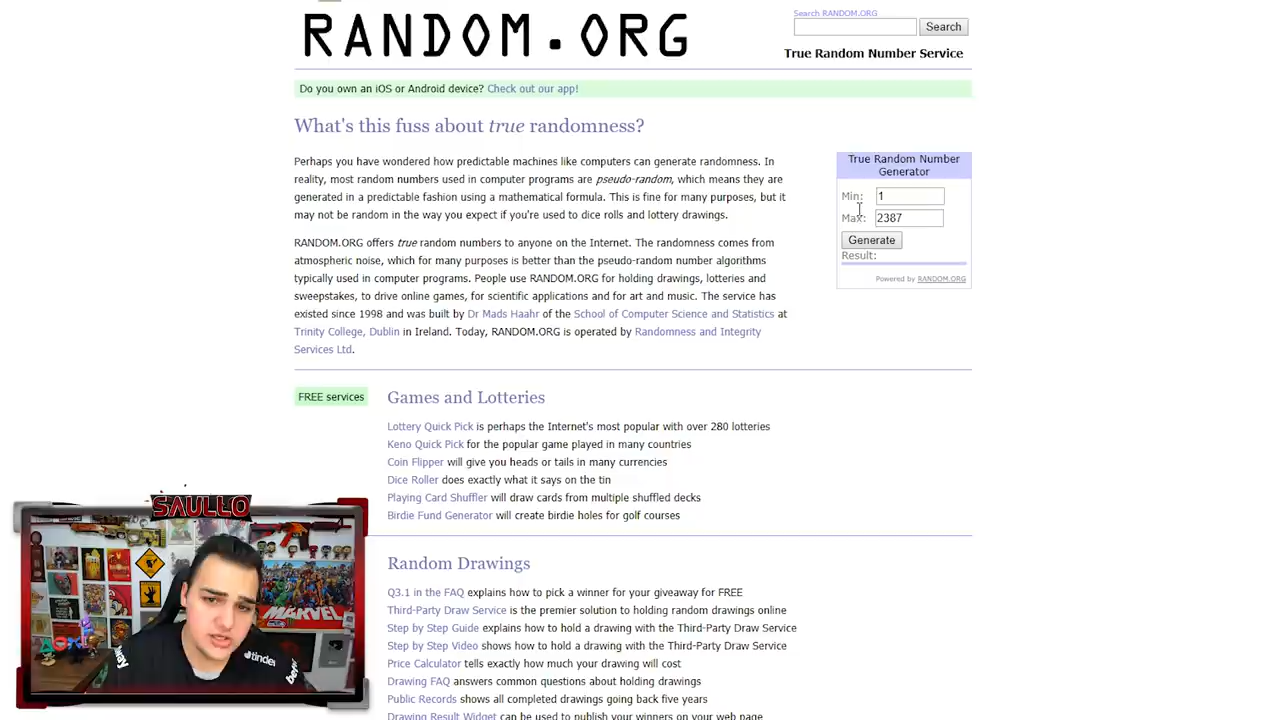 RANDOM.ORG
Search RANDOM.ORG
Search
True Random Number Service
Do you own an iOS or Android device? Check out our app!
What's this fuss about true randomness?
Perhaps you have wondered how predictable machines like computers can generate randomness. In
reality, most random numbers used in computer programs are pseudo-random, which means they are
generated in a predictable fashion using a mathematical formula. This is fine for many purposes, but it
may not be random in the way you expect if you're used to dice rolls and lottery drawings.
RANDOM.ORG offers true random numbers to anyone on the Internet. The randomness comes from
atmospheric noise, which for many purposes is better than the pseudo-random number algorithms
typically used in computer programs. People use RANDOM.ORG for holding drawings, lotteries and
sweepstakes, to drive online games, for scientific applications and for art and music. The service has
existed since 1998 and was built by Dr Mads Haahr of the School of Computer Science and Statistics at
Trinity College, Dublin in Ireland. Today, RANDOM.ORG is operated by Randomness and Integrity
Services Ltd.
True Random Number
Generator
Min: 1
Max: 2387
Generate
Result:
Powered by RANDOM.ORG
FREE services
Games and Lotteries
Lottery Quick Pick is perhaps the Internet's most popular with over 280 lotteries
Keno Quick Pick for the popular game played in many countries
Coin Flipper will give you heads or tails in many currencies
Dice Roller does exactly what it says on the tin
Playing Card Shuffler will draw cards from multiple shuffled decks
Birdie Fund Generator will create birdie holes for golf courses
Random Drawings
Q3.1 in the FAQ explains how to pick a winner for your giveaway for FREE
Third-Party Draw Service is the premier solution to holding random drawings online
Step by Step Guide explains how to hold a drawing with the Third-Party Draw Service
Step by Step Video shows how to hold a drawing with the Third-Party Draw Service
Price Calculator tells exactly how much your drawing will cost
Drawing FAQ answers common questions about holding drawings
Public Records shows all completed drawings going back five years
Drawing Result Widget can be used to publish your winners on your web page
SAULLO
MARVEL
tinder